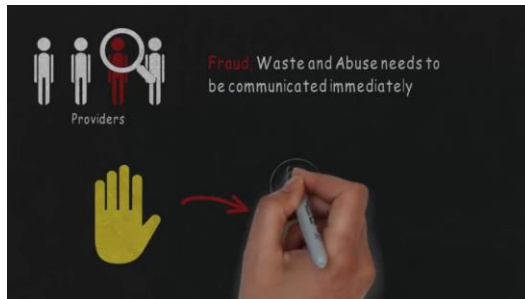 Fraud, Waste and Abuse needs to
be communicated immediately
Providers